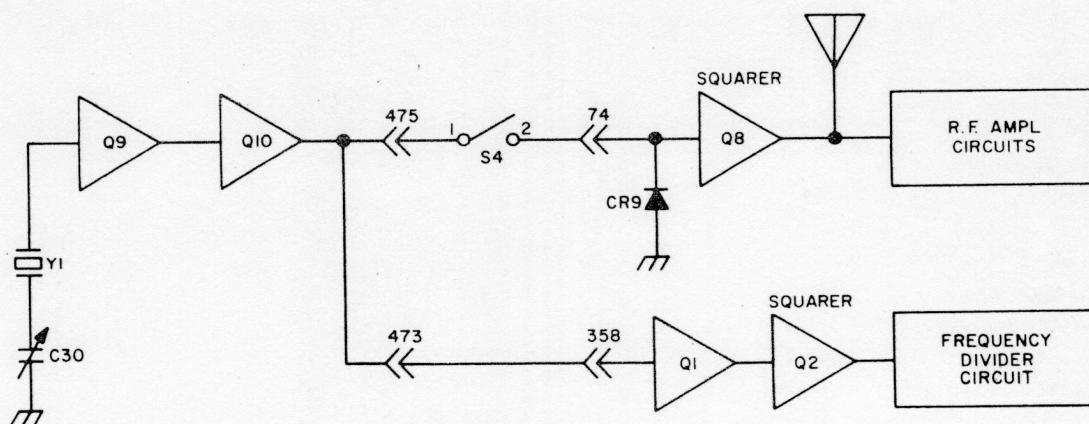 SQUARER
475
74
1
2
Q9
Q10
S4
Q8
R.F. AMPL
CIRCUITS
CR9
Y1
C30
SQUARER
473
358
Q1
Q2
FREQUENCY
DIVIDER
CIRCUIT